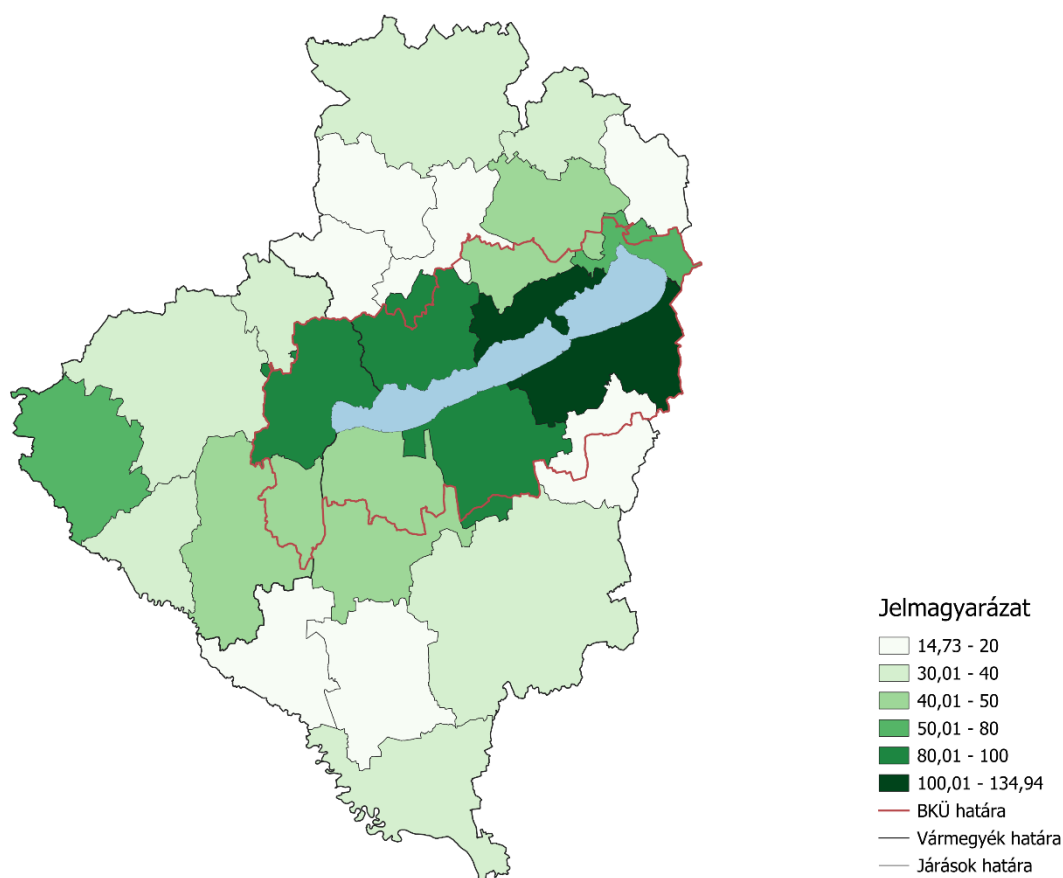 Jelmagyarázat
14,73 - 20
30,01 - 40
40,01 - 50
50,01 - 80
80,01 - 100
100,01 - 134,94
BKÜ határa
Vármegyék határa
Járások határa